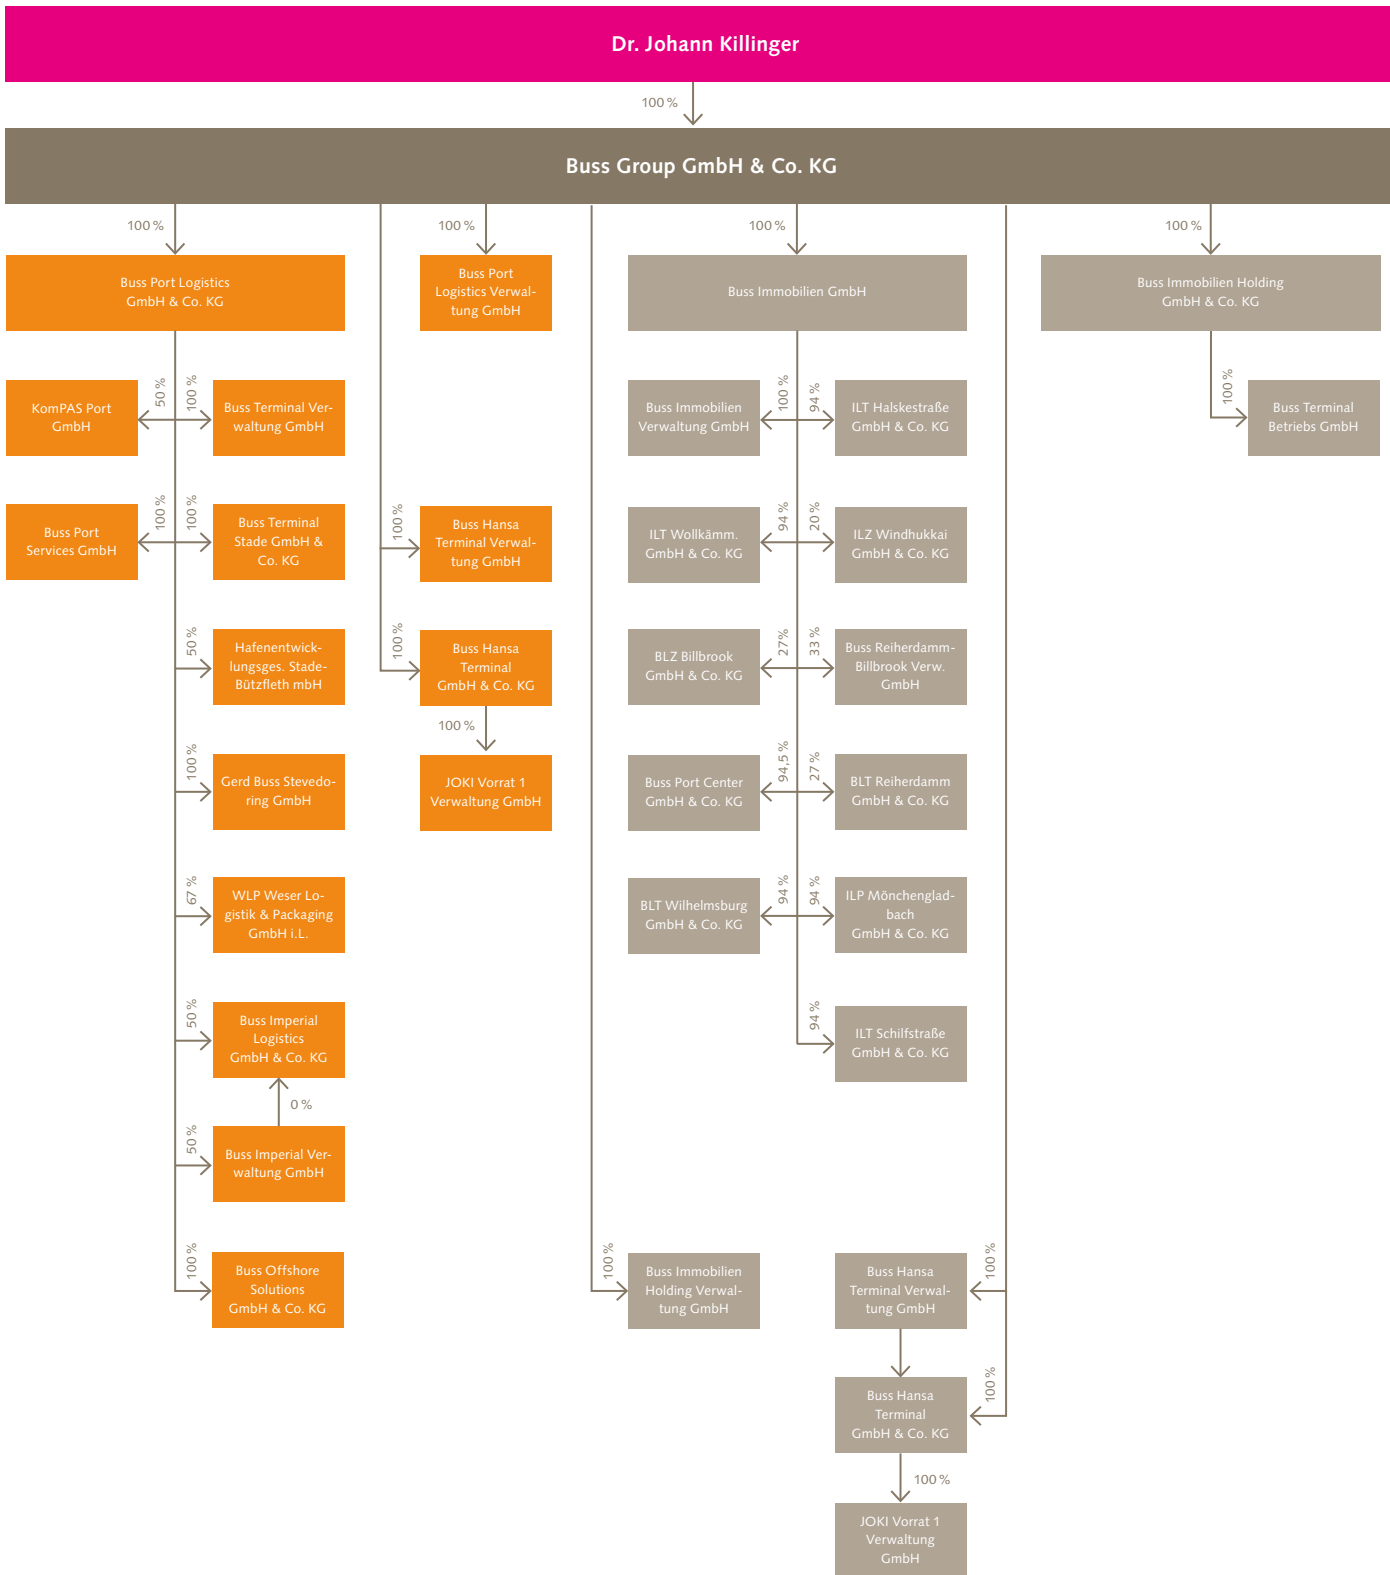 Dr. Johann Killinger
100 %
Buss Group GmbH & Co. KG
100 %
100 %
100 %
100 %
Buss Port Logistics
GmbH & Co. KG
Buss Port
Logistics Verwal-
tung GmbH
Buss Immobilien GmbH
Buss Immobilien Holding
GmbH & Co. KG
50 %
100 %
KomPAS Port
GmbH
Buss Terminal Ver-
waltung GmbH
100 %
94 %
Buss Immobilien
Verwaltung GmbH
ILT Halskestraße
GmbH & Co. KG
100 %
Buss Terminal
Betriebs GmbH
100 %
100 %
Buss Port
Services GmbH
Buss Terminal
Stade GmbH &
Co. KG
100 %
Buss Hansa
Terminal Verwal-
tung GmbH
94 %
20 %
ILT Wollkämm.
GmbH & Co. KG
ILZ Windhukkai
GmbH & Co. KG
50 %
Hafenentwick-
lungsges. Stade-
Bützfleth mbH
100 %
Buss Hansa
Terminal
GmbH & Co. KG
27%
33 %
BLZ Billbrook
GmbH & Co. KG
Buss Reiherdamm-
Billbrook Verw.
GmbH
100 %
100 %
Gerd Buss Stevedo-
ring GmbH
JOKI Vorrat 1
Verwaltung GmbH
94,5 %
27 %
Buss Port Center
GmbH & Co. KG
BLT Reiherdamm
GmbH & Co. KG
67 %
WLP Weser Lo-
gistik & Packaging
GmbH i.L.
94 %
94 %
BLT Wilhelmsburg
GmbH & Co. KG
ILP Mönchenglad-
bach
GmbH & Co. KG
50 %
Buss Imperial
Logistics
GmbH & Co. KG
94 %
ILT Schilfstraße
GmbH & Co. KG
0 %
50 %
Buss Imperial Ver-
waltung GmbH
100 %
Buss Offshore
Solutions
GmbH & Co. KG
100 %
Buss Immobilien
Holding Verwal-
tung GmbH
Buss Hansa
Terminal Verwal-
tung GmbH
100 %
Buss Hansa
Terminal
GmbH & Co. KG
100 %
100 %
JOKI Vorrat 1
Verwaltung
GmbH